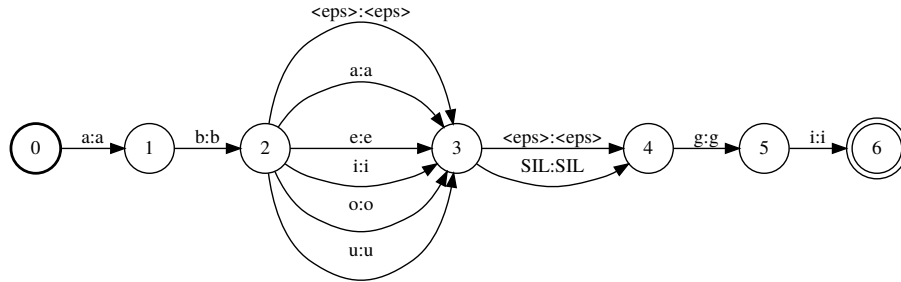 <eps>:<eps>
a:a
0 a:a 1 b:b 2 e:e 3 <eps>:<eps> 4 g:g 5 i:i 6
i:i SIL:SIL
o:o
u:u